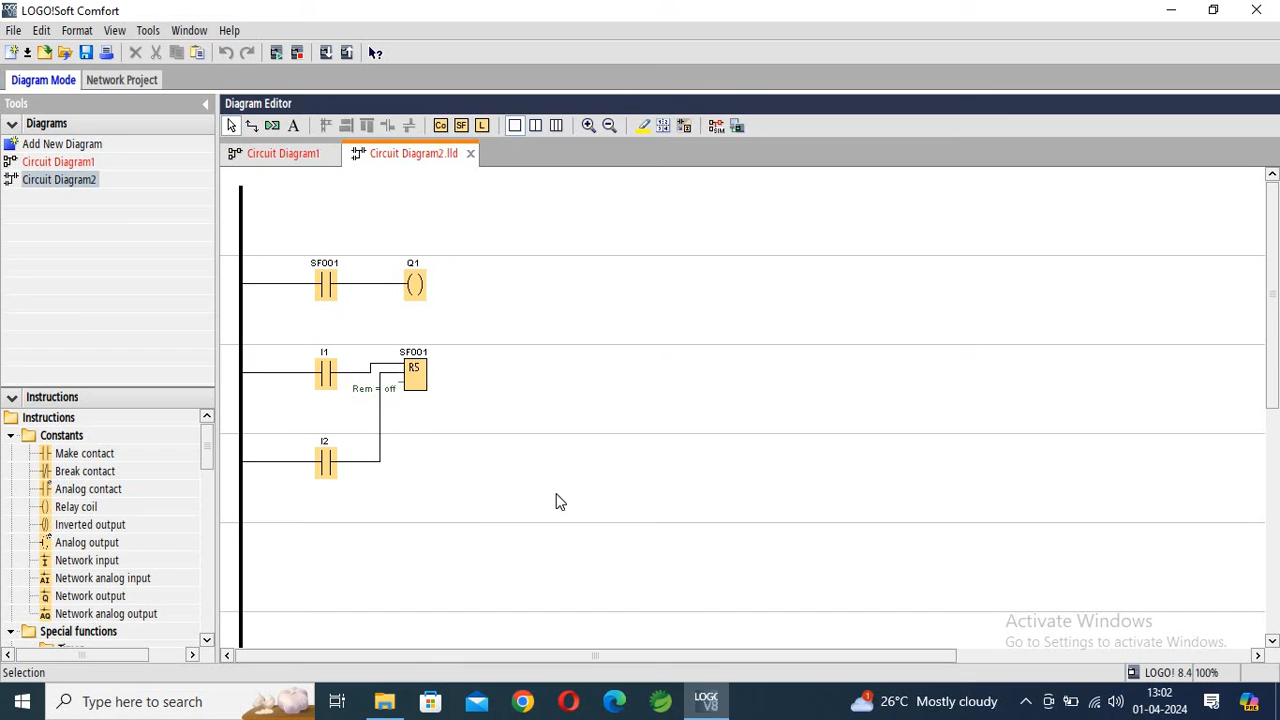 LOGO!Soft Comfort
File Edit Format View Tools Window Help
Diagram Mode Network Project
Tools
Diagrams
Add New Diagram
Circuit Diagram1
Circuit Diagram2
Instructions
Instructions
Constants
Make contact
Break contact
Analog contact
Relay coil
Inverted output
Analog output
Network input
Network analog input
Network output
Network analog output
Special functions
Diagram Editor
A Co SF L SIM
Circuit Diagram1 Circuit Diagram2.lld
SF001 Q1
I1 SF001
RS
Rem = off
I2
Activate Windows
Go to Settings to activate Windows.
Selection LOGO! 8.4 100%
Type here to search 26°C Mostly cloudy 13:02
01-04-2024